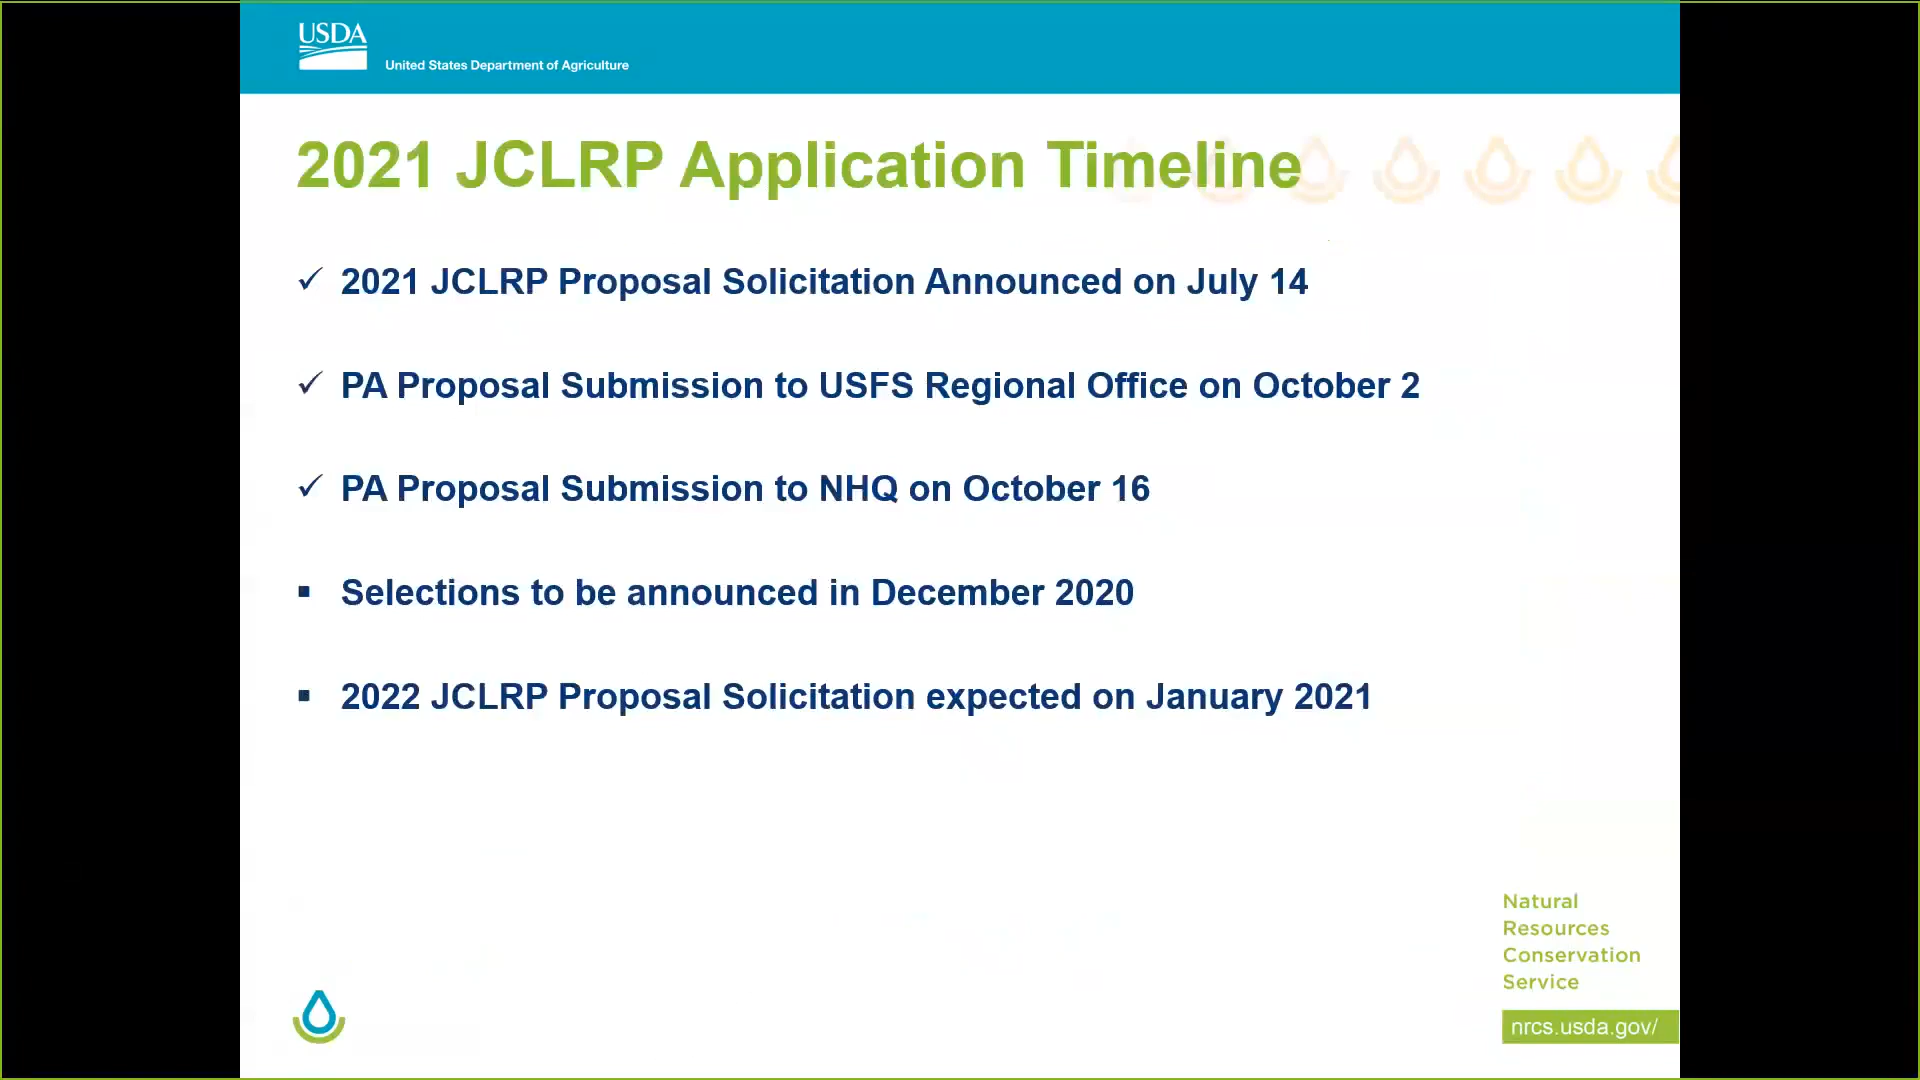 USDA
United States Department of Agriculture
2021 JCLRP Application Timeline
✓ 2021 JCLRP Proposal Solicitation Announced on July 14
✓ PA Proposal Submission to USFS Regional Office on October 2
✓ PA Proposal Submission to NHQ on October 16
▪ Selections to be announced in December 2020
▪ 2022 JCLRP Proposal Solicitation expected on January 2021
Natural
Resources
Conservation
Service
nrcs.usda.gov/